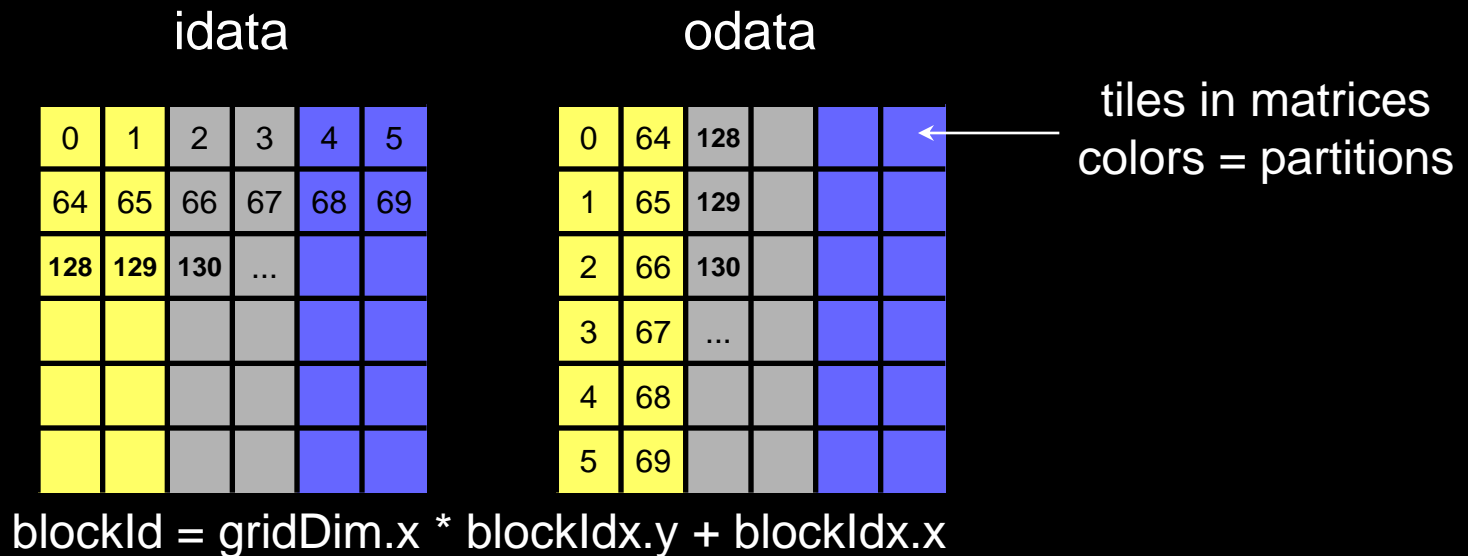 idata
odata
tiles in matrices
colors = partitions
0 1 2 3 4 5
64 65 66 67 68 69
128 129 130 ...
0 64 128
1 65 129
2 66 130
3 67 ...
4 68
5 69
blockId = gridDim.x * blockIdx.y + blockIdx.x